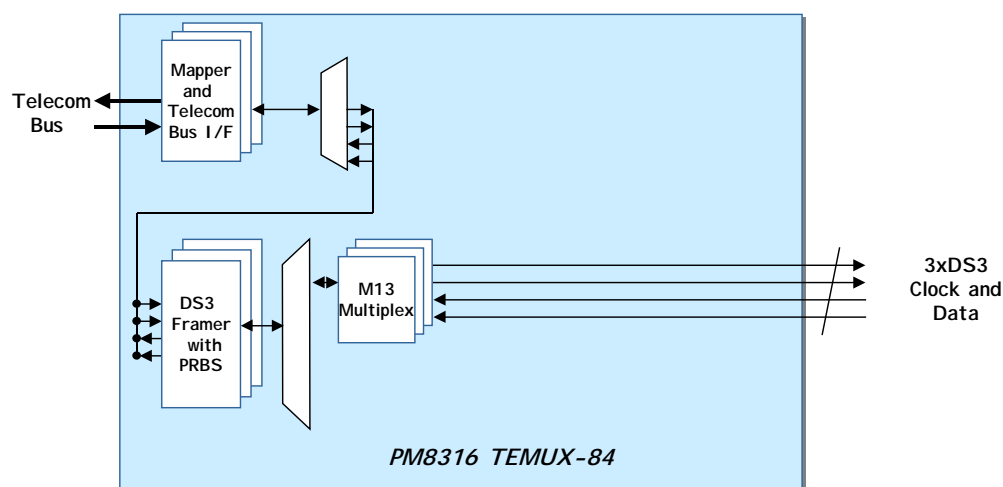 Mapper
and
Telecom
Bus I/F
Telecom
Bus
DS3
Framer
with
PRBS
M13
Multiplex
3xDS3
Clock and
Data
PM8316 TEMUX-84